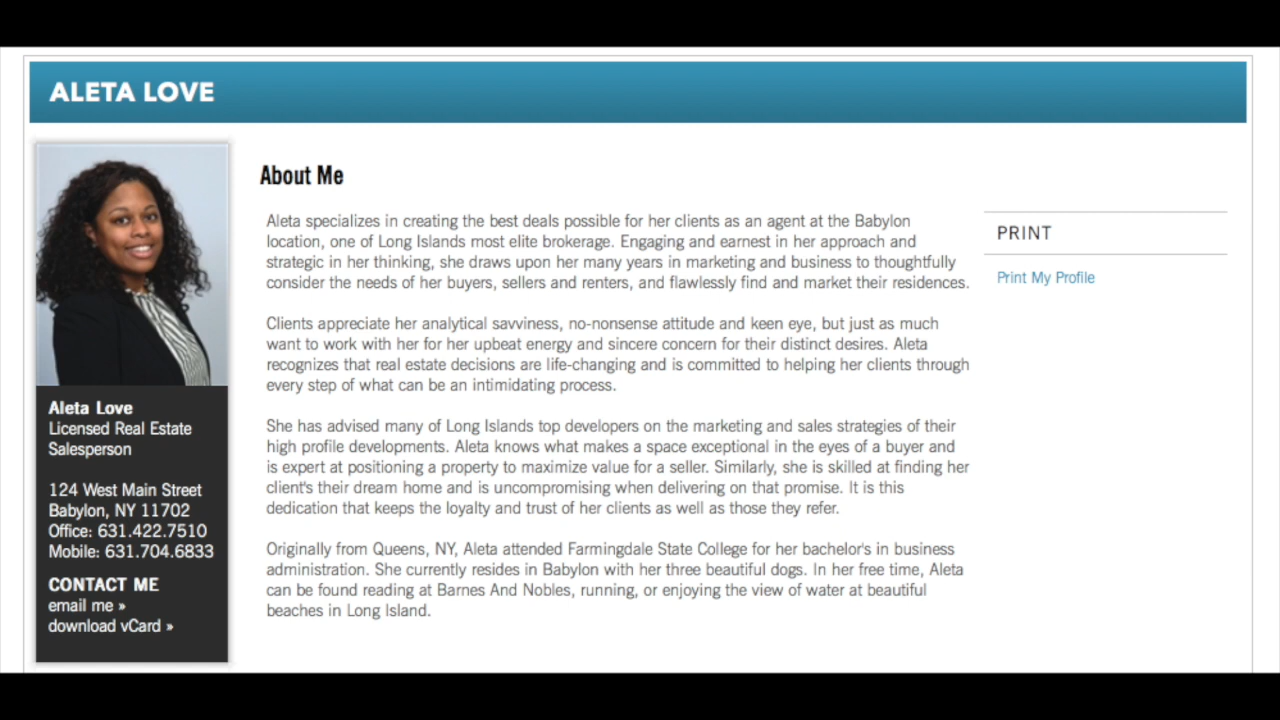 ALETA LOVE
Aleta Love
Licensed Real Estate
Salesperson
124 West Main Street
Babylon, NY 11702
Office: 631.422.7510
Mobile: 631.704.6833
CONTACT ME
email me »
download vCard »
About Me
Aleta specializes in creating the best deals possible for her clients as an agent at the Babylon
location, one of Long Islands most elite brokerage. Engaging and earnest in her approach and
strategic in her thinking, she draws upon her many years in marketing and business to thoughtfully
consider the needs of her buyers, sellers and renters, and flawlessly find and market their residences.
Clients appreciate her analytical savviness, no-nonsense attitude and keen eye, but just as much
want to work with her for her upbeat energy and sincere concern for their distinct desires. Aleta
recognizes that real estate decisions are life-changing and is committed to helping her clients through
every step of what can be an intimidating process.
She has advised many of Long Islands top developers on the marketing and sales strategies of their
high profile developments. Aleta knows what makes a space exceptional in the eyes of a buyer and
is expert at positioning a property to maximize value for a seller. Similarly, she is skilled at finding her
client's their dream home and is uncompromising when delivering on that promise. It is this
dedication that keeps the loyalty and trust of her clients as well as those they refer.
Originally from Queens, NY, Aleta attended Farmingdale State College for her bachelor's in business
administration. She currently resides in Babylon with her three beautiful dogs. In her free time, Aleta
can be found reading at Barnes And Nobles, running, or enjoying the view of water at beautiful
beaches in Long Island.
PRINT
Print My Profile